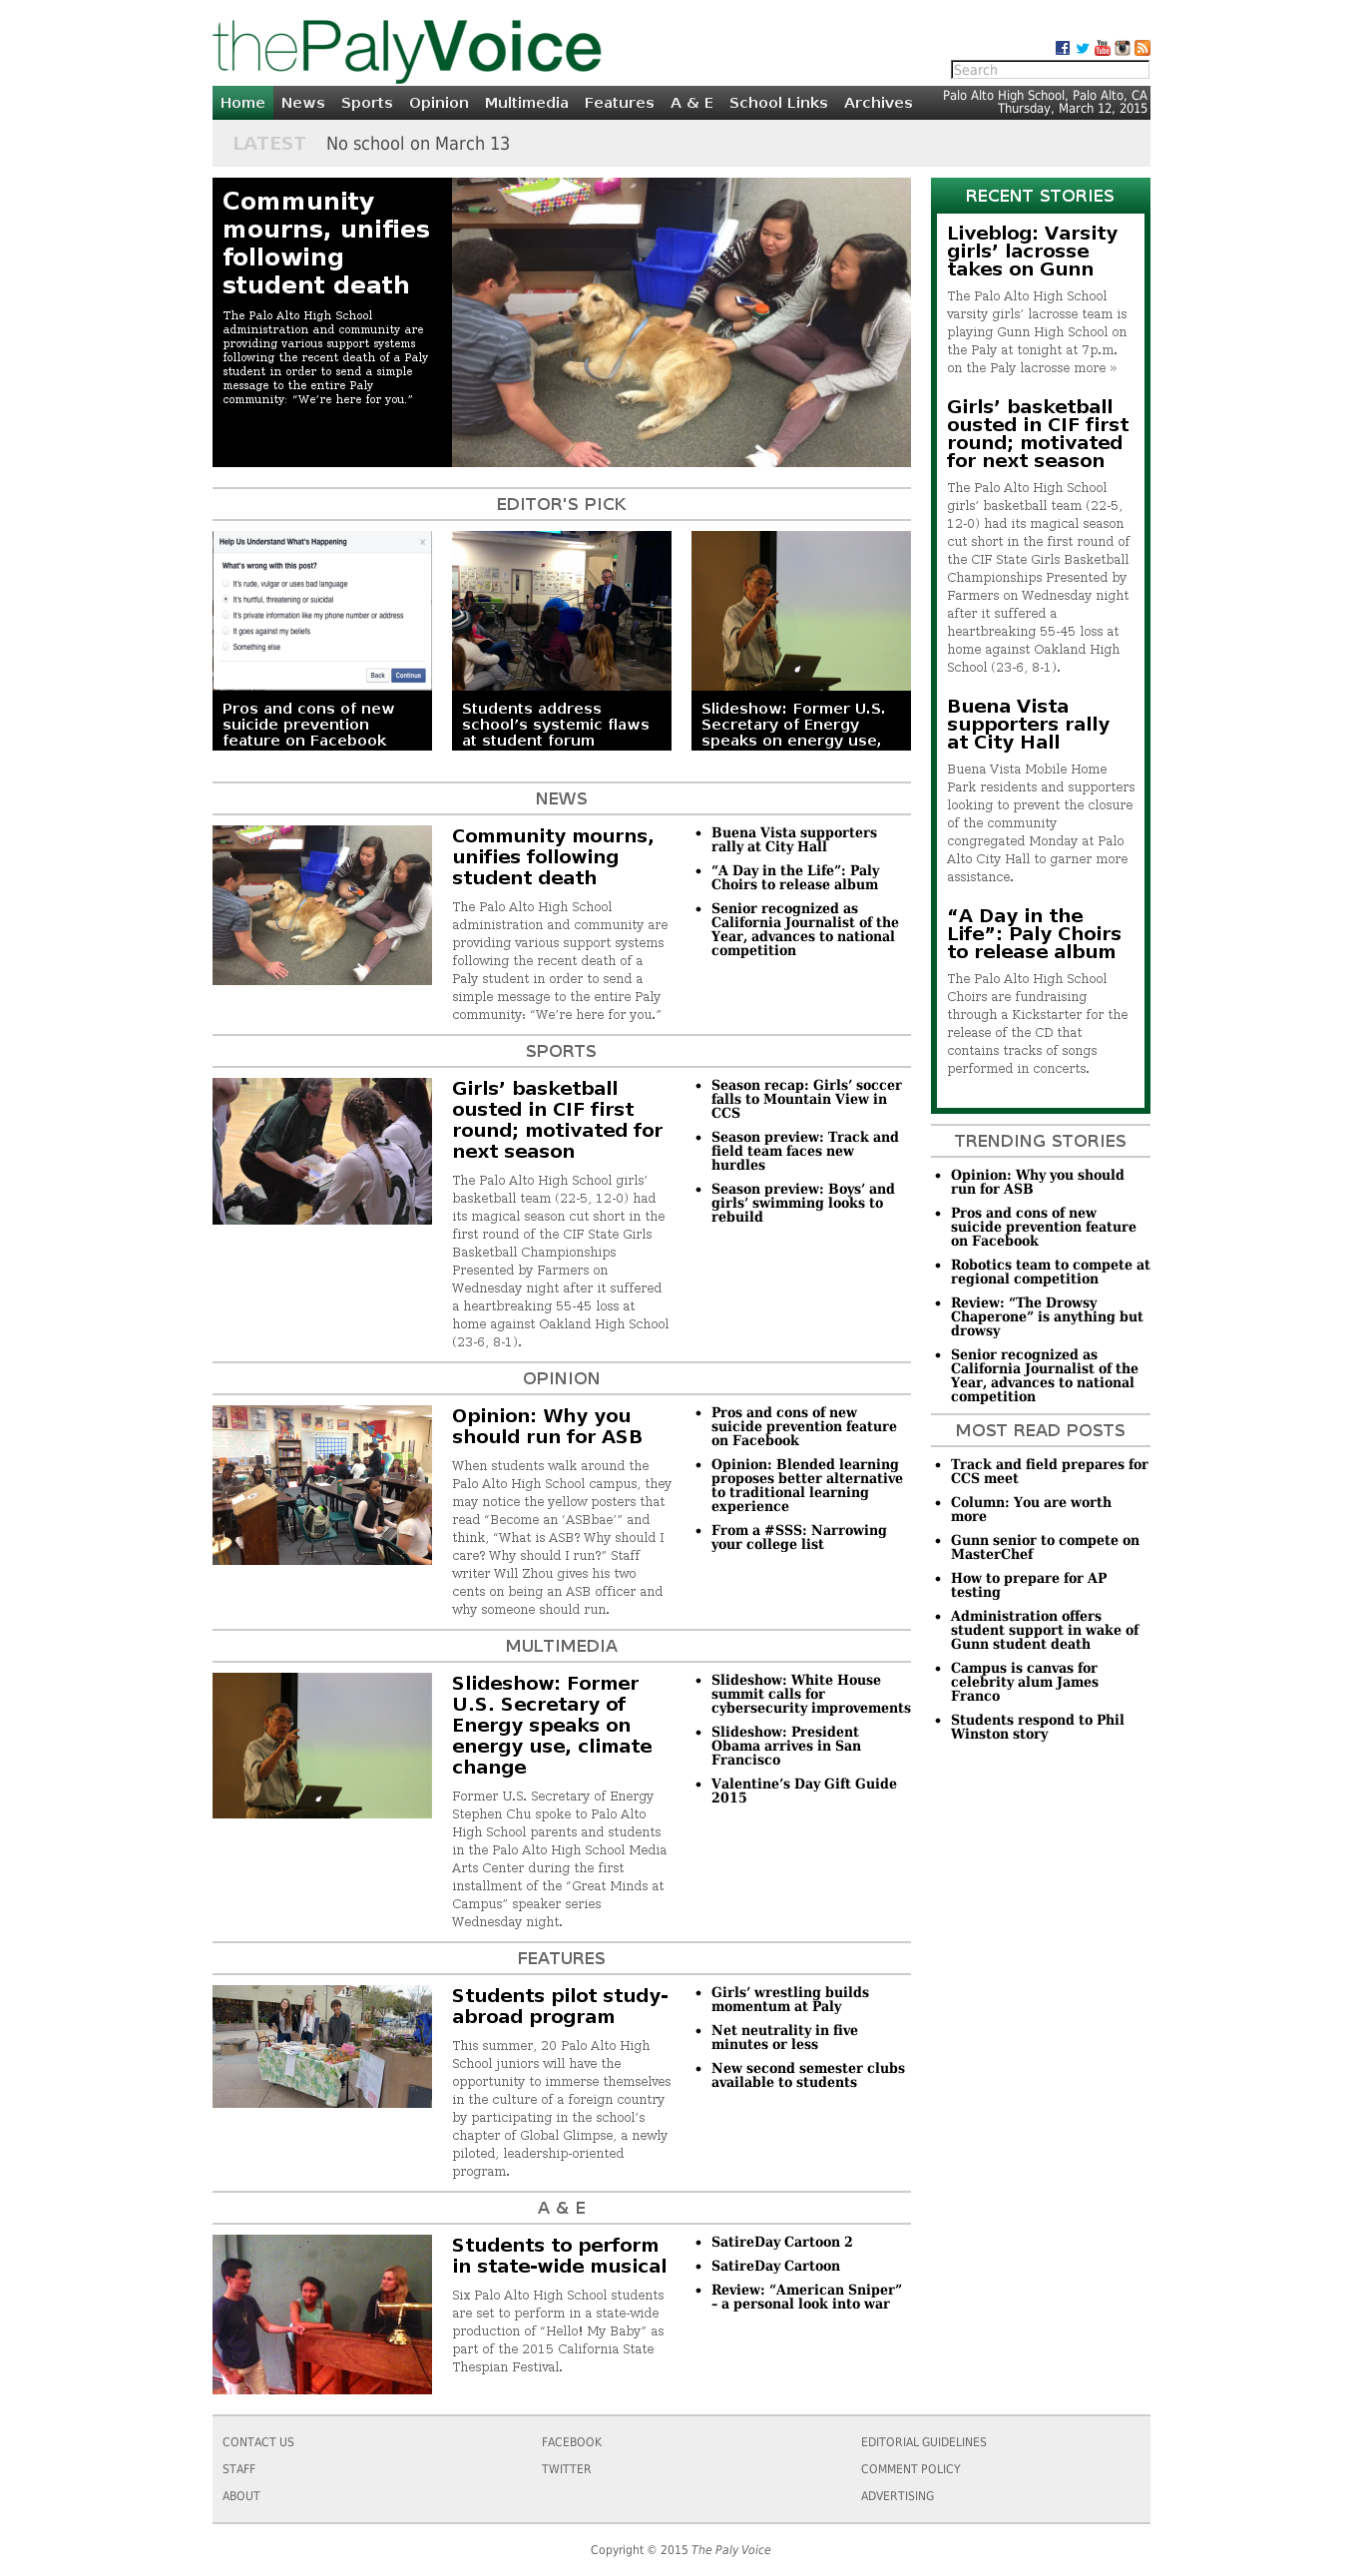 thePalyVoice
Search
Home News Sports Opinion Multimedia Features A & E School Links Archives
Palo Alto High School, Palo Alto, CA
Thursday, March 12, 2015
LATEST No school on March 13
Community
mourns, unifies
following
student death
The Palo Alto High School
administration and community are
providing various support systems
following the recent death of a Paly
student in order to send a simple
message to the entire Paly
community: “We’re here for you.”
EDITOR'S PICK
Help Us Understand What's Happening
What's wrong with this post?
It's rude, vulgar or uses bad language
It's hurtful, threatening or suicidal
It's private information like my phone number or address
It goes against my beliefs
Something else
Back Continue
Pros and cons of new
suicide prevention
feature on Facebook
Students address
school’s systemic flaws
at student forum
Slideshow: Former U.S.
Secretary of Energy
speaks on energy use,
NEWS
Community mourns,
unifies following
student death
The Palo Alto High School
administration and community are
providing various support systems
following the recent death of a
Paly student in order to send a
simple message to the entire Paly
community: “We’re here for you.”
Buena Vista supporters
rally at City Hall
“A Day in the Life”: Paly
Choirs to release album
Senior recognized as
California Journalist of the
Year, advances to national
competition
SPORTS
Girls’ basketball
ousted in CIF first
round; motivated for
next season
The Palo Alto High School girls’
basketball team (22-5, 12-0) had
its magical season cut short in the
first round of the CIF State Girls
Basketball Championships
Presented by Farmers on
Wednesday night after it suffered
a heartbreaking 55-45 loss at
home against Oakland High School
(23-6, 8-1).
Season recap: Girls’ soccer
falls to Mountain View in
CCS
Season preview: Track and
field team faces new
hurdles
Season preview: Boys’ and
girls’ swimming looks to
rebuild
OPINION
Opinion: Why you
should run for ASB
When students walk around the
Palo Alto High School campus, they
may notice the yellow posters that
read “Become an ‘ASBbae’” and
think, “What is ASB? Why should I
care? Why should I run?” Staff
writer Will Zhou gives his two
cents on being an ASB officer and
why someone should run.
Pros and cons of new
suicide prevention feature
on Facebook
Opinion: Blended learning
proposes better alternative
to traditional learning
experience
From a #SSS: Narrowing
your college list
MULTIMEDIA
Slideshow: Former
U.S. Secretary of
Energy speaks on
energy use, climate
change
Former U.S. Secretary of Energy
Stephen Chu spoke to Palo Alto
High School parents and students
in the Palo Alto High School Media
Arts Center during the first
installment of the “Great Minds at
Campus” speaker series
Wednesday night.
Slideshow: White House
summit calls for
cybersecurity improvements
Slideshow: President
Obama arrives in San
Francisco
Valentine’s Day Gift Guide
2015
FEATURES
Students pilot study-
abroad program
This summer, 20 Palo Alto High
School juniors will have the
opportunity to immerse themselves
in the culture of a foreign country
by participating in the school’s
chapter of Global Glimpse, a newly
piloted, leadership-oriented
program.
Girls’ wrestling builds
momentum at Paly
Net neutrality in five
minutes or less
New second semester clubs
available to students
A & E
Students to perform
in state-wide musical
Six Palo Alto High School students
are set to perform in a state-wide
production of “Hello! My Baby” as
part of the 2015 California State
Thespian Festival.
SatireDay Cartoon 2
SatireDay Cartoon
Review: “American Sniper”
– a personal look into war
RECENT STORIES
Liveblog: Varsity
girls’ lacrosse
takes on Gunn
The Palo Alto High School
varsity girls’ lacrosse team is
playing Gunn High School on
the Paly at tonight at 7p.m.
on the Paly lacrosse more »
Girls’ basketball
ousted in CIF first
round; motivated
for next season
The Palo Alto High School
girls’ basketball team (22-5,
12-0) had its magical season
cut short in the first round of
the CIF State Girls Basketball
Championships Presented by
Farmers on Wednesday night
after it suffered a
heartbreaking 55-45 loss at
home against Oakland High
School (23-6, 8-1).
Buena Vista
supporters rally
at City Hall
Buena Vista Mobile Home
Park residents and supporters
looking to prevent the closure
of the community
congregated Monday at Palo
Alto City Hall to garner more
assistance.
“A Day in the
Life”: Paly Choirs
to release album
The Palo Alto High School
Choirs are fundraising
through a Kickstarter for the
release of the CD that
contains tracks of songs
performed in concerts.
TRENDING STORIES
Opinion: Why you should
run for ASB
Pros and cons of new
suicide prevention feature
on Facebook
Robotics team to compete at
regional competition
Review: “The Drowsy
Chaperone” is anything but
drowsy
Senior recognized as
California Journalist of the
Year, advances to national
competition
MOST READ POSTS
Track and field prepares for
CCS meet
Column: You are worth
more
Gunn senior to compete on
MasterChef
How to prepare for AP
testing
Administration offers
student support in wake of
Gunn student death
Campus is canvas for
celebrity alum James
Franco
Students respond to Phil
Winston story
CONTACT US
STAFF
ABOUT
FACEBOOK
TWITTER
EDITORIAL GUIDELINES
COMMENT POLICY
ADVERTISING
Copyright © 2015 The Paly Voice